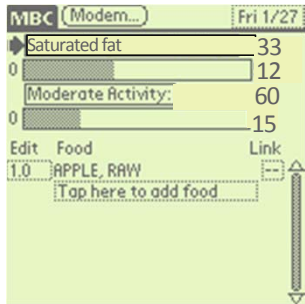 MBC (Modem...) Fri 1/27
Saturated fat 33
0 12
Moderate Activity: 60
0 15
Edit Food Link
1.0 APPLE, RAW --
Tap here to add food